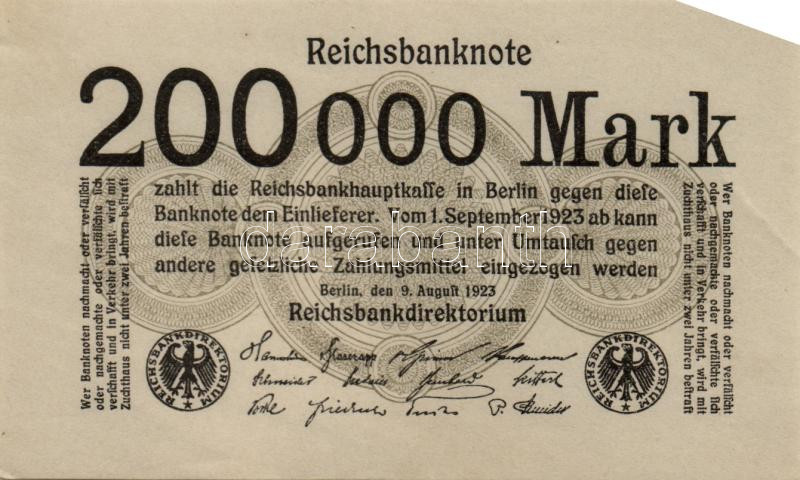 Reichsbanknote
200000 Mark
zahlt die Reichsbankhauptkasse in Berlin gegen diese
Banknote dem Einlieferer. Vom 1. September 1923 ab kann
diese Banknote aufgerufen und unter Umtausch gegen
andere gesetzliche Zahlungsmittel eingezogen werden
Berlin, den 9. August 1923
Reichsbankdirektorium
Wer Banknoten nachmacht oder verfälscht
oder nachgemachte oder verfälschte sich
verschafft und in Verkehr bringt, wird mit
Zuchthaus nicht unter zwei Jahren bestraft
Wer Banknoten nachmacht oder verfälscht
oder nachgemachte oder verfälschte sich
verschafft und in Verkehr bringt, wird mit
Zuchthaus nicht unter zwei Jahren bestraft
REICHSBANKDIREKTORIUM
REICHSBANKDIREKTORIUM
Schneider
Friedrich
P. Schneider
darabanth